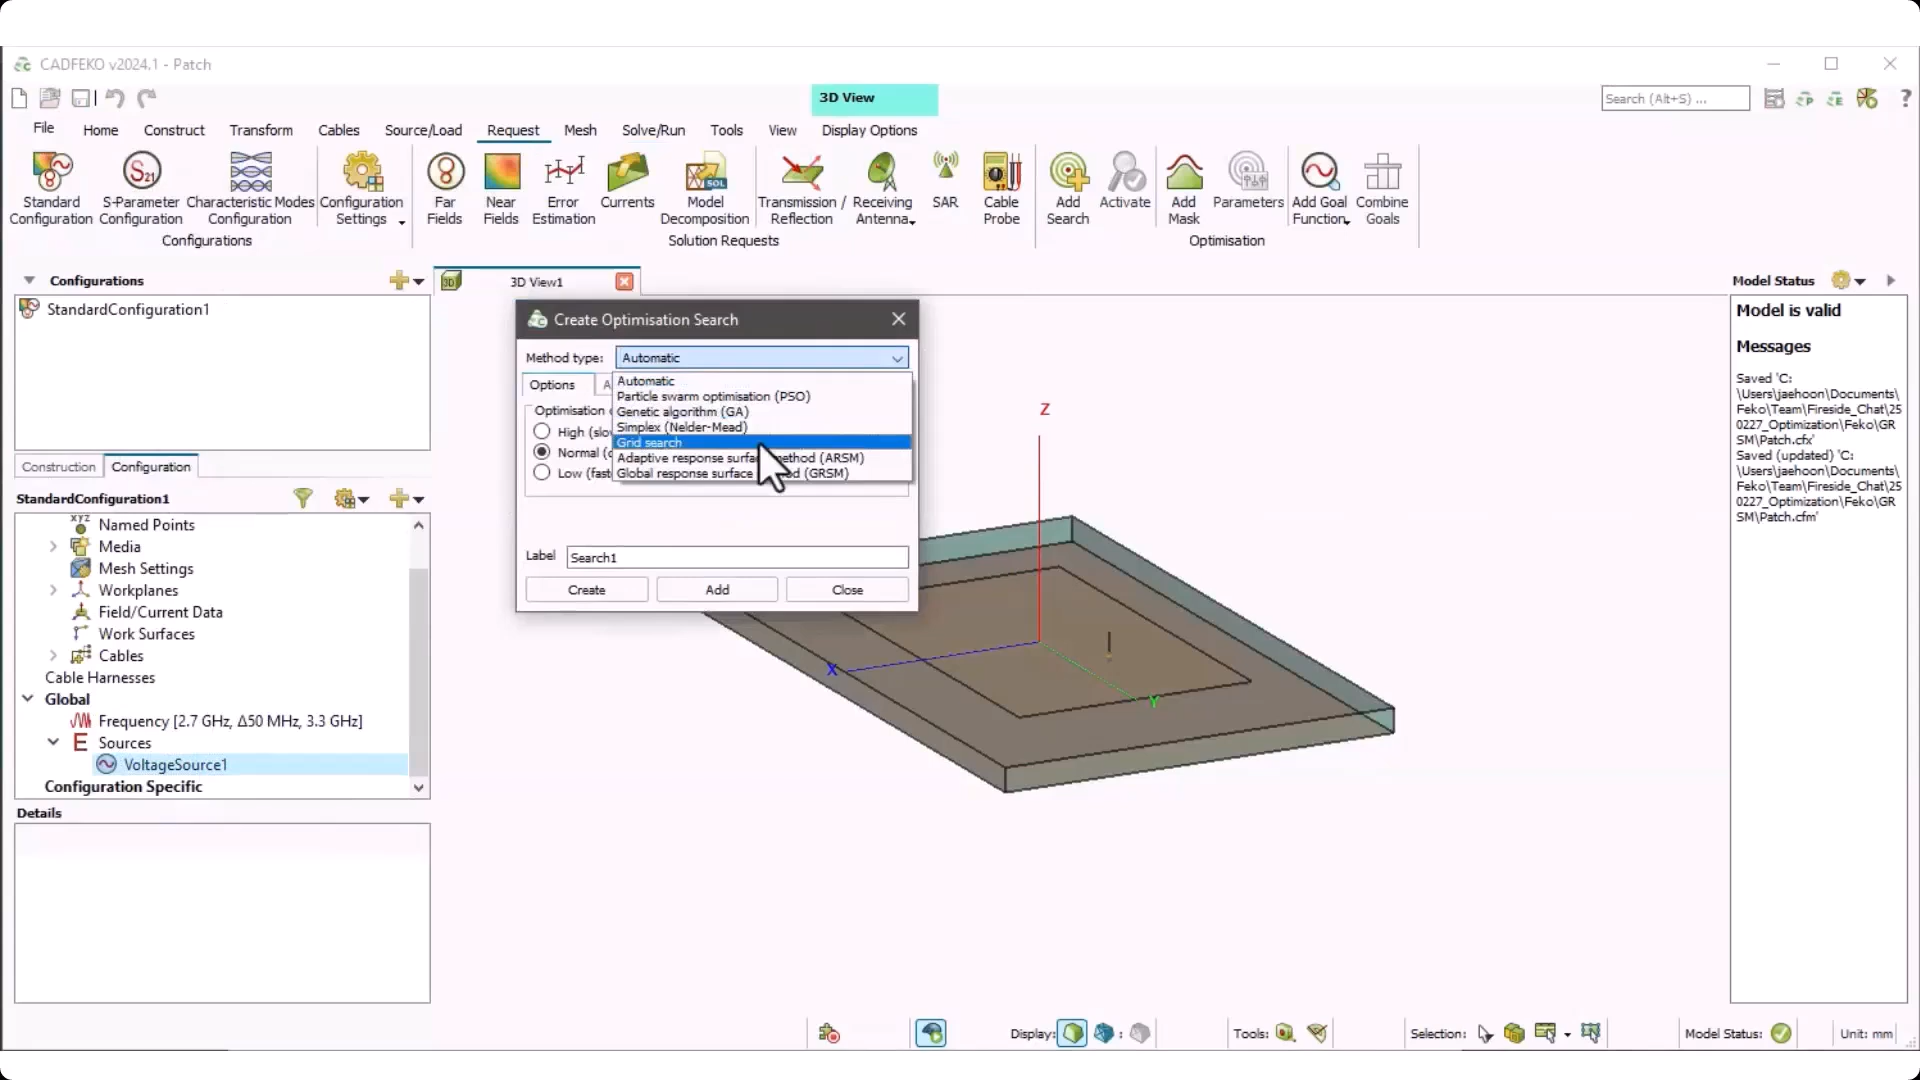 CADFEKO v2024.1 - Patch
3D View
Search (Alt+S) ...
File
Home
Construct
Transform
Cables
Source/Load
Request
Mesh
Solve/Run
Tools
View
Display Options
Standard
Configuration
S-Parameter
Configuration
Characteristic Modes
Configuration
Configuration
Settings
Far
Fields
Near
Fields
Error
Estimation
Currents
Model
Decomposition
Transmission /
Reflection
Receiving
Antenna
SAR
Cable
Probe
Add
Search
Activate
Add
Mask
Parameters
Add Goal
Function
Combine
Goals
Configurations
Solution Requests
Optimisation
Configurations
StandardConfiguration1
Construction
Configuration
StandardConfiguration1
Named Points
Media
Mesh Settings
Workplanes
Field/Current Data
Work Surfaces
Cables
Cable Harnesses
Global
Frequency [2.7 GHz, Δ50 MHz, 3.3 GHz]
Sources
VoltageSource1
Configuration Specific
Details
3D View1
Create Optimisation Search
Method type:
Automatic
Options
Automatic
Particle swarm optimisation (PSO)
Genetic algorithm (GA)
Simplex (Nelder-Mead)
Grid search
Adaptive response method (ARSM)
Global response surface (GRSM)
Optimisation
High
Normal
Low
Label
Search1
Create
Add
Close
Z
X
Y
Model Status
Model is valid
Messages
Saved 'C:
\Users\jaehoon\Documents\
Feko\Team\Fireside_Chat\25
0227_Optimization\Feko\GR
SM\Patch.cfx'
Saved (updated) 'C:
\Users\jaehoon\Documents\
Feko\Team\Fireside_Chat\25
0227_Optimization\Feko\GR
SM\Patch.cfm'
Display:
Tools:
Selection:
Model Status:
Unit: mm